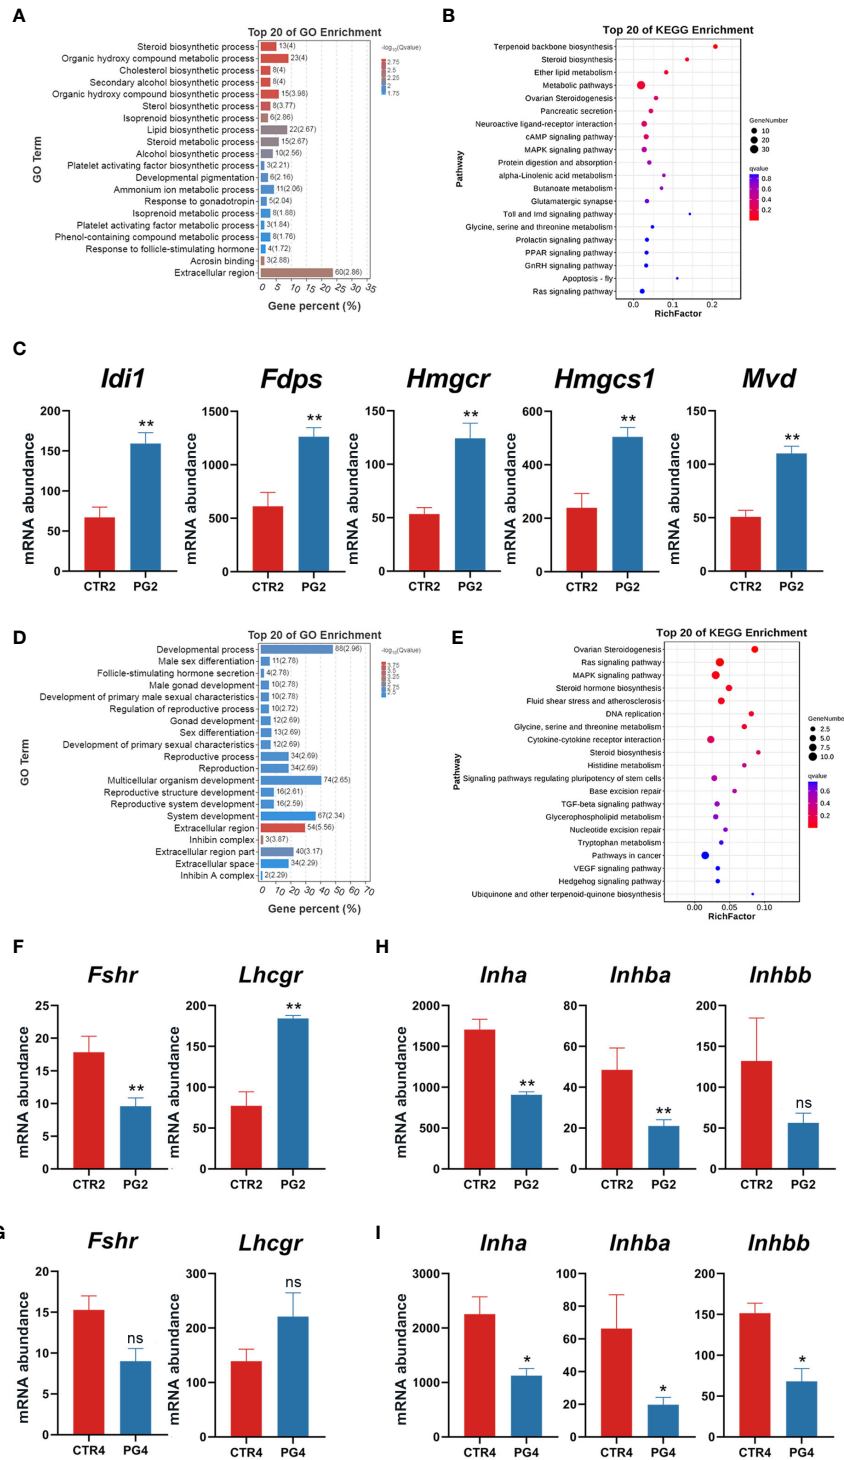 A
Top 20 of GO Enrichment
GO Term
Steroid biosynthetic process 13(4)
Organic hydroxy compound metabolic process 23(4)
Cholesterol biosynthetic process 8(4)
Secondary alcohol biosynthetic process 8(4)
Organic hydroxy compound biosynthetic process 15(3.98)
Sterol biosynthetic process 8(3.77)
Isoprenoid biosynthetic process 6(2.86)
Lipid biosynthetic process 22(2.67)
Steroid metabolic process 15(2.67)
Alcohol biosynthetic process 10(2.56)
Platelet activating factor biosynthetic process 3(2.21)
Developmental pigmentation 6(2.16)
Ammonium ion metabolic process 11(2.06)
Response to gonadotropin 5(2.04)
Isoprenoid metabolic process 8(1.88)
Platelet activating factor metabolic process 3(1.84)
Phenol-containing compound metabolic process 8(1.76)
Response to follicle-stimulating hormone 4(1.72)
Acrosin binding 3(2.88)
Extracellular region 60(2.86)
0 5 10 15 20 25 30 35
Gene percent (%)
-log10(Qvalue)
2.75
2.5
2.25
2
1.75
B
Top 20 of KEGG Enrichment
Pathway
Terpenoid backbone biosynthesis
Steroid biosynthesis
Ether lipid metabolism
Metabolic pathways
Ovarian Steroidogenesis
Pancreatic secretion
Neuroactive ligand-receptor interaction
cAMP signaling pathway
MAPK signaling pathway
Protein digestion and absorption
alpha-Linolenic acid metabolism
Butanoate metabolism
Glutamatergic synapse
Toll and Imd signaling pathway
Glycine, serine and threonine metabolism
Prolactin signaling pathway
PPAR signaling pathway
GnRH signaling pathway
Apoptosis - fly
Ras signaling pathway
0.0 0.1 0.2
RichFactor
GeneNumber
10
20
30
qvalue
0.8
0.6
0.4
0.2
C
Idi1
mRNA abundance
200
150
100
50
0
**
CTR2 PG2
Fdps
mRNA abundance
1500
1000
500
0
**
CTR2 PG2
Hmgcr
mRNA abundance
150
100
50
0
**
CTR2 PG2
Hmgcs1
mRNA abundance
600
400
200
0
**
CTR2 PG2
Mvd
mRNA abundance
150
100
50
0
**
CTR2 PG2
D
Top 20 of GO Enrichment
GO Term
Developmental process 88(2.96)
Male sex differentiation 11(2.78)
Follicle-stimulating hormone secretion 4(2.78)
Male gonad development 10(2.78)
Development of primary male sexual characteristics 10(2.78)
Regulation of reproductive process 10(2.72)
Gonad development 12(2.69)
Sex differentiation 13(2.69)
Development of primary sexual characteristics 12(2.69)
Reproductive process 34(2.69)
Reproduction 34(2.69)
Multicellular organism development 74(2.65)
Reproductive structure development 16(2.61)
Reproductive system development 16(2.59)
System development 67(2.34)
Extracellular region 54(5.56)
Inhibin complex 3(3.87)
Extracellular region part 40(3.17)
Extracellular space 34(2.29)
Inhibin A complex 2(2.29)
0 10 20 30 40 50 60 70
Gene percent (%)
-log10(Qvalue)
3.75
3.5
3.25
3
2.75
2.5
E
Top 20 of KEGG Enrichment
Pathway
Ovarian Steroidogenesis
Ras signaling pathway
MAPK signaling pathway
Steroid hormone biosynthesis
Fluid shear stress and atherosclerosis
DNA replication
Glycine, serine and threonine metabolism
Cytokine-cytokine receptor interaction
Steroid biosynthesis
Histidine metabolism
Signaling pathways regulating pluripotency of stem cells
Base excision repair
TGF-beta signaling pathway
Glycerophospholipid metabolism
Nucleotide excision repair
Tryptophan metabolism
Pathways in cancer
VEGF signaling pathway
Hedgehog signaling pathway
Ubiquinone and other terpenoid-quinone biosynthesis
0.00 0.05 0.10
RichFactor
GeneNumber
2.5
5.0
7.5
10.0
qvalue
0.6
0.4
0.2
F
Fshr
mRNA abundance
25
20
15
10
5
0
**
CTR2 PG2
Lhcgr
mRNA abundance
200
150
100
50
0
**
CTR2 PG2
H
Inha
mRNA abundance
2000
1500
1000
500
0
**
CTR2 PG2
Inhba
80
60
40
20
0
**
CTR2 PG2
Inhbb
200
150
100
50
0
ns
CTR2 PG2
G
Fshr
mRNA abundance
20
15
10
5
0
ns
CTR4 PG4
Lhcgr
mRNA abundance
300
200
100
0
ns
CTR4 PG4
I
Inha
mRNA abundance
3000
2000
1000
0
*
CTR4 PG4
Inhba
100
80
60
40
20
0
*
CTR4 PG4
Inhbb
200
150
100
50
0
*
CTR4 PG4